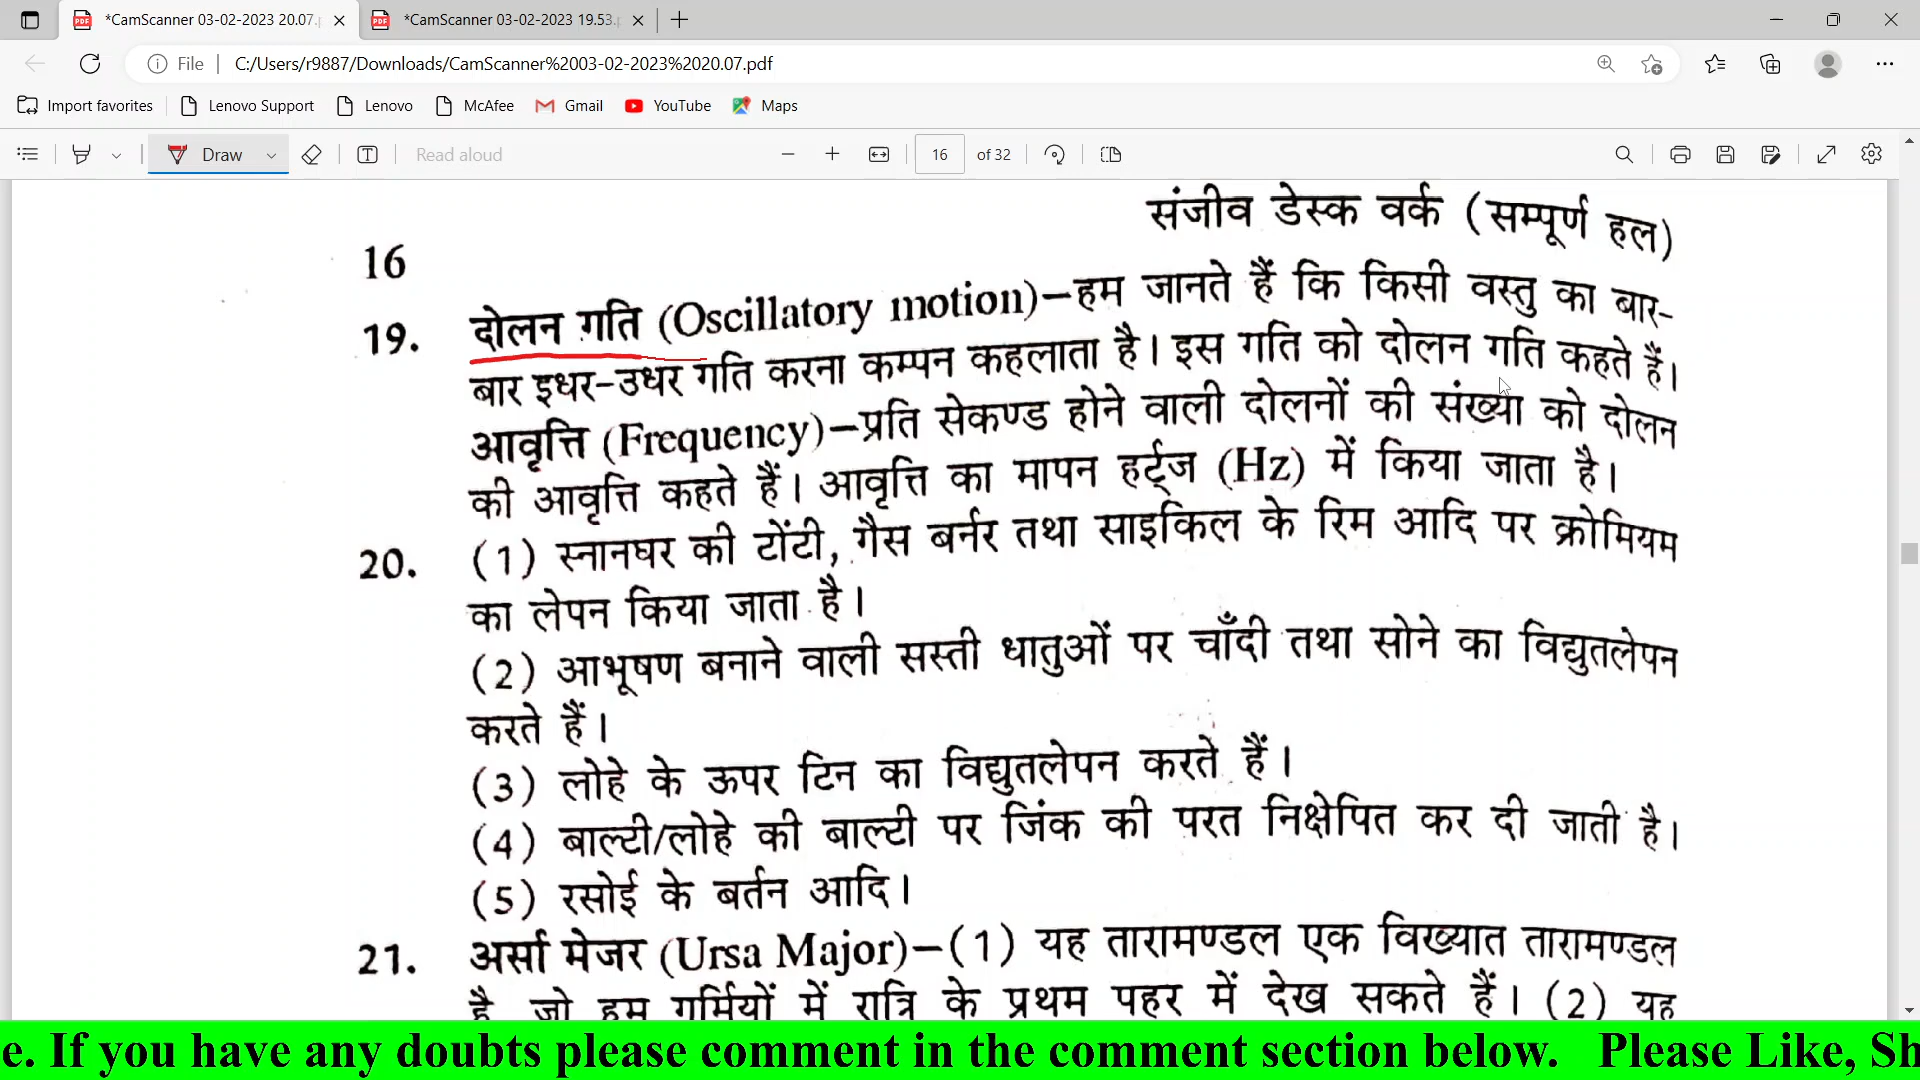 *CamScanner 03-02-2023 20.07.p
*CamScanner 03-02-2023 19.53.p
File
C:/Users/r9887/Downloads/CamScanner%2003-02-2023%2020.07.pdf
Import favorites Lenovo Support Lenovo McAfee Gmail YouTube Maps
Draw Read aloud 16 of 32
संजीव डेस्क वर्क (सम्पूर्ण हल)
16
19. दोलन गति (Oscillatory motion)–हम जानते हैं कि किसी वस्तु का बार-
बार इधर-उधर गति करना कम्पन कहलाता है। इस गति को दोलन गति कहते हैं।
आवृत्ति (Frequency)–प्रति सेकण्ड होने वाली दोलनों की संख्या को दोलन
की आवृत्ति कहते हैं। आवृत्ति का मापन हर्ट्ज (Hz) में किया जाता है।
20. (1) स्नानघर की टोंटी, गैस बर्नर तथा साइकिल के रिम आदि पर क्रोमियम
का लेपन किया जाता है।
(2) आभूषण बनाने वाली सस्ती धातुओं पर चाँदी तथा सोने का विद्युतलेपन
करते हैं।
(3) लोहे के ऊपर टिन का विद्युतलेपन करते हैं।
(4) बाल्टी/लोहे की बाल्टी पर जिंक की परत निक्षेपित कर दी जाती है।
(5) रसोई के बर्तन आदि।
21. अर्सा मेजर (Ursa Major)–(1) यह तारामण्डल एक विख्यात तारामण्डल
है जो हम गर्मियों में रात्रि के प्रथम पहर में देख सकते हैं। (2) यह
e. If you have any doubts please comment in the comment section below. Please Like, Sh